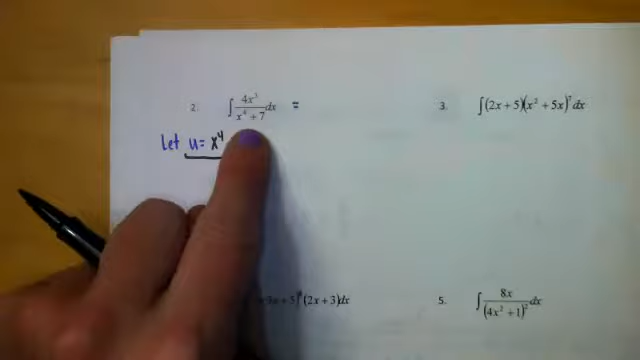 2. ∫ 4x³/(x⁴ + 7) dx =
Let u = x⁴
3. ∫(2x + 5)(x² + 5x)⁷ dx
(2x + 3)dx
5. ∫ 8x/(4x² + 1)² dx